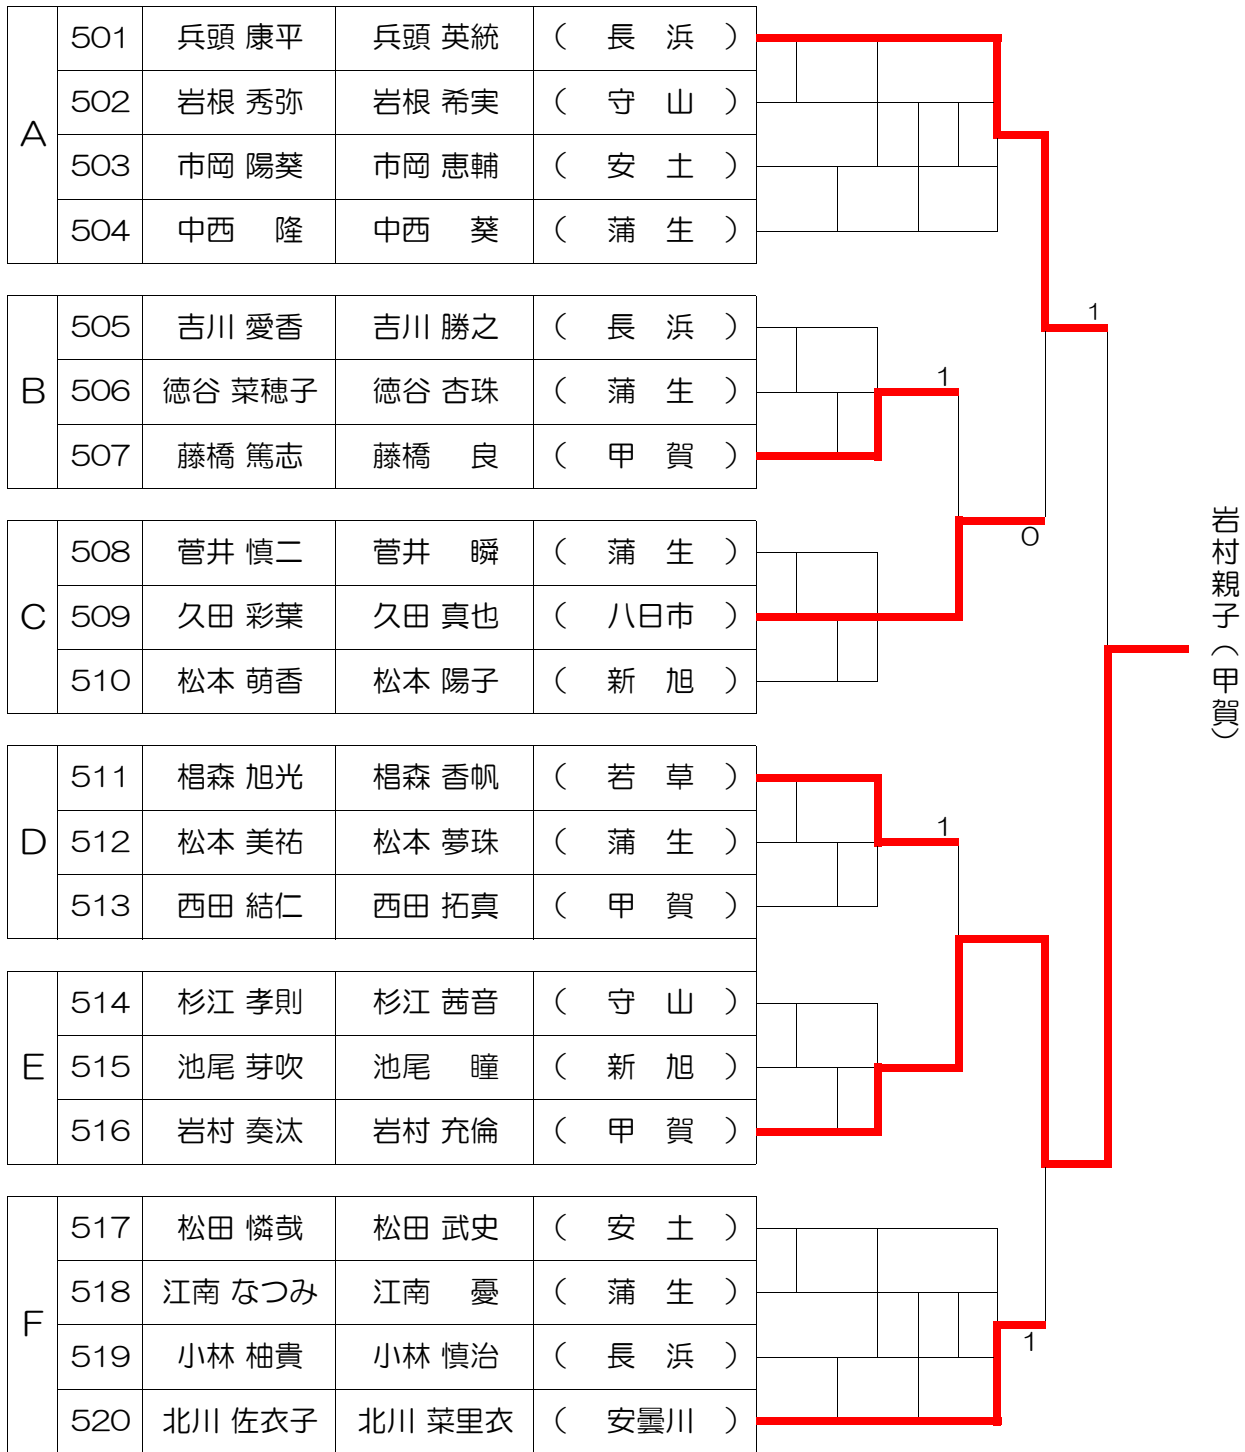 A
501 兵頭 康平 兵頭 英統 （ 長 浜 ）
502 岩根 秀弥 岩根 希実 （ 守 山 ）
503 市岡 陽葵 市岡 恵輔 （ 安 土 ）
504 中西 隆 中西 葵 （ 蒲 生 ）
1
B
505 吉川 愛香 吉川 勝之 （ 長 浜 ）
506 徳谷 菜穂子 徳谷 杏珠 （ 蒲 生 ）
1
507 藤橋 篤志 藤橋 良 （ 甲 賀 ）
0
C
508 菅井 慎二 菅井 瞬 （ 蒲 生 ）
509 久田 彩葉 久田 真也 （ 八日市 ）
510 松本 萌香 松本 陽子 （ 新 旭 ）
岩村親子（甲賀）
D
511 椙森 旭光 椙森 香帆 （ 若 草 ）
512 松本 美祐 松本 夢珠 （ 蒲 生 ）
1
513 西田 結仁 西田 拓真 （ 甲 賀 ）
E
514 杉江 孝則 杉江 茜音 （ 守 山 ）
515 池尾 芽吹 池尾 瞳 （ 新 旭 ）
516 岩村 奏汰 岩村 充倫 （ 甲 賀 ）
F
517 松田 憐哉 松田 武史 （ 安 土 ）
518 江南 なつみ 江南 憂 （ 蒲 生 ）
519 小林 柚貴 小林 慎治 （ 長 浜 ）
1
520 北川 佐衣子 北川 菜里衣 （ 安曇川 ）